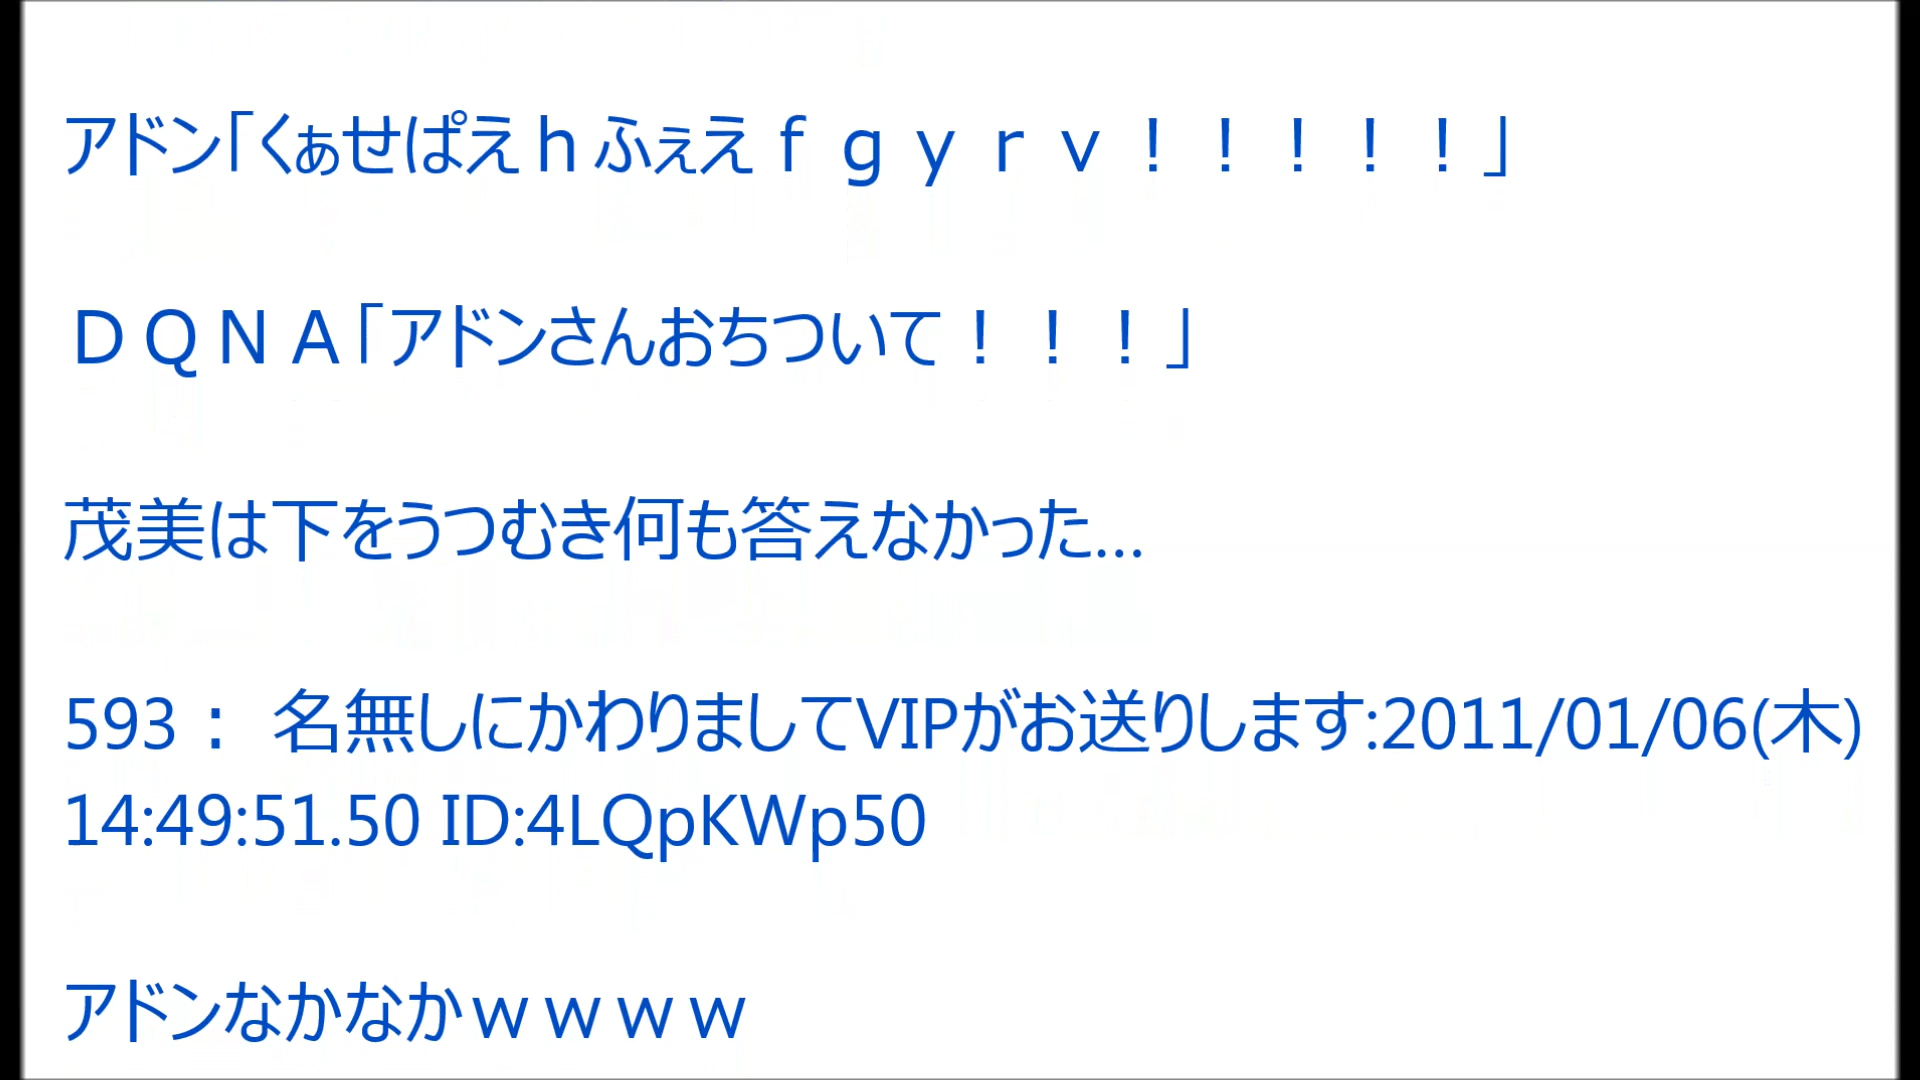 アドン｢くぁせぱえｈふぇえｆｇｙｒｖ！！！！！｣
ＤＱＮＡ｢アドンさんおちついて！！！｣
茂美は下をうつむき何も答えなかった…
593 ： 名無しにかわりましてVIPがお送りします:2011/01/06(木)
14:49:51.50 ID:4LQpKWp50
アドンなかなかｗｗｗｗ